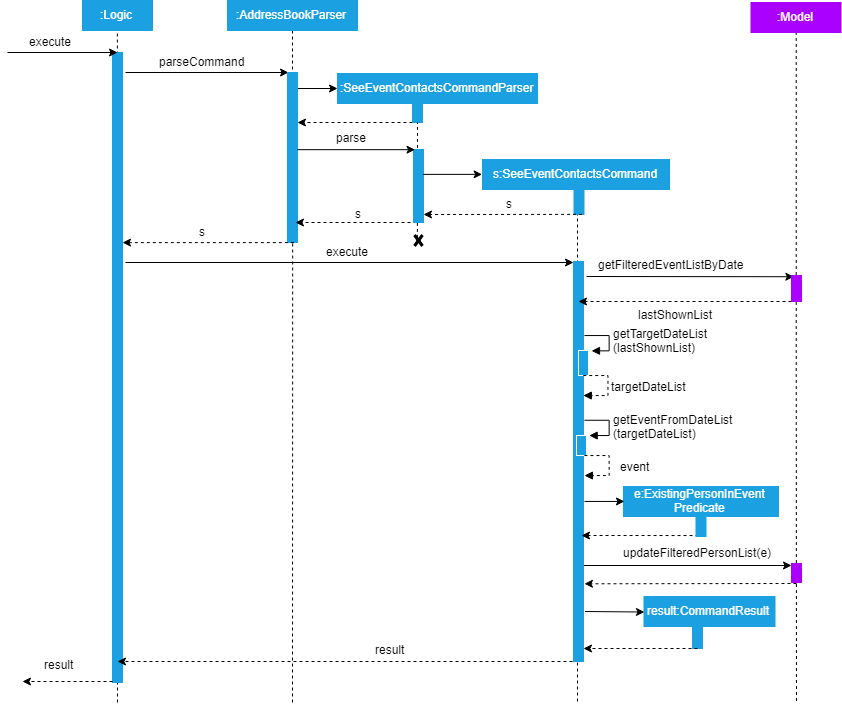 :Logic
:AddressBookParser
:Model
execute
parseCommand
:SeeEventContactsCommandParser
parse
s:SeeEventContactsCommand
s
s
s
execute
getFilteredEventListByDate
lastShownList
getTargetDateList
(lastShownList)
targetDateList
getEventFromDateList
(targetDateList)
event
e:ExistingPersonInEvent
Predicate
updateFilteredPersonList(e)
result:CommandResult
result
result